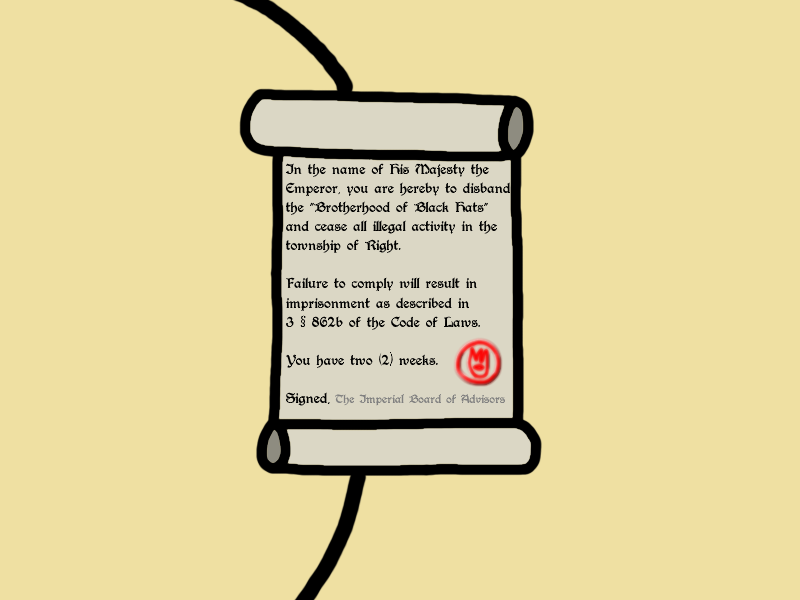 In the name of His Majesty the
Emperor, you are hereby to disband
the "Brotherhood of Black Hats"
and cease all illegal activity in the
township of Right.
Failure to comply will result in
imprisonment as described in
3 § 862b of the Code of Laws.
You have two (2) weeks.
Signed, The Imperial Board of Advisors